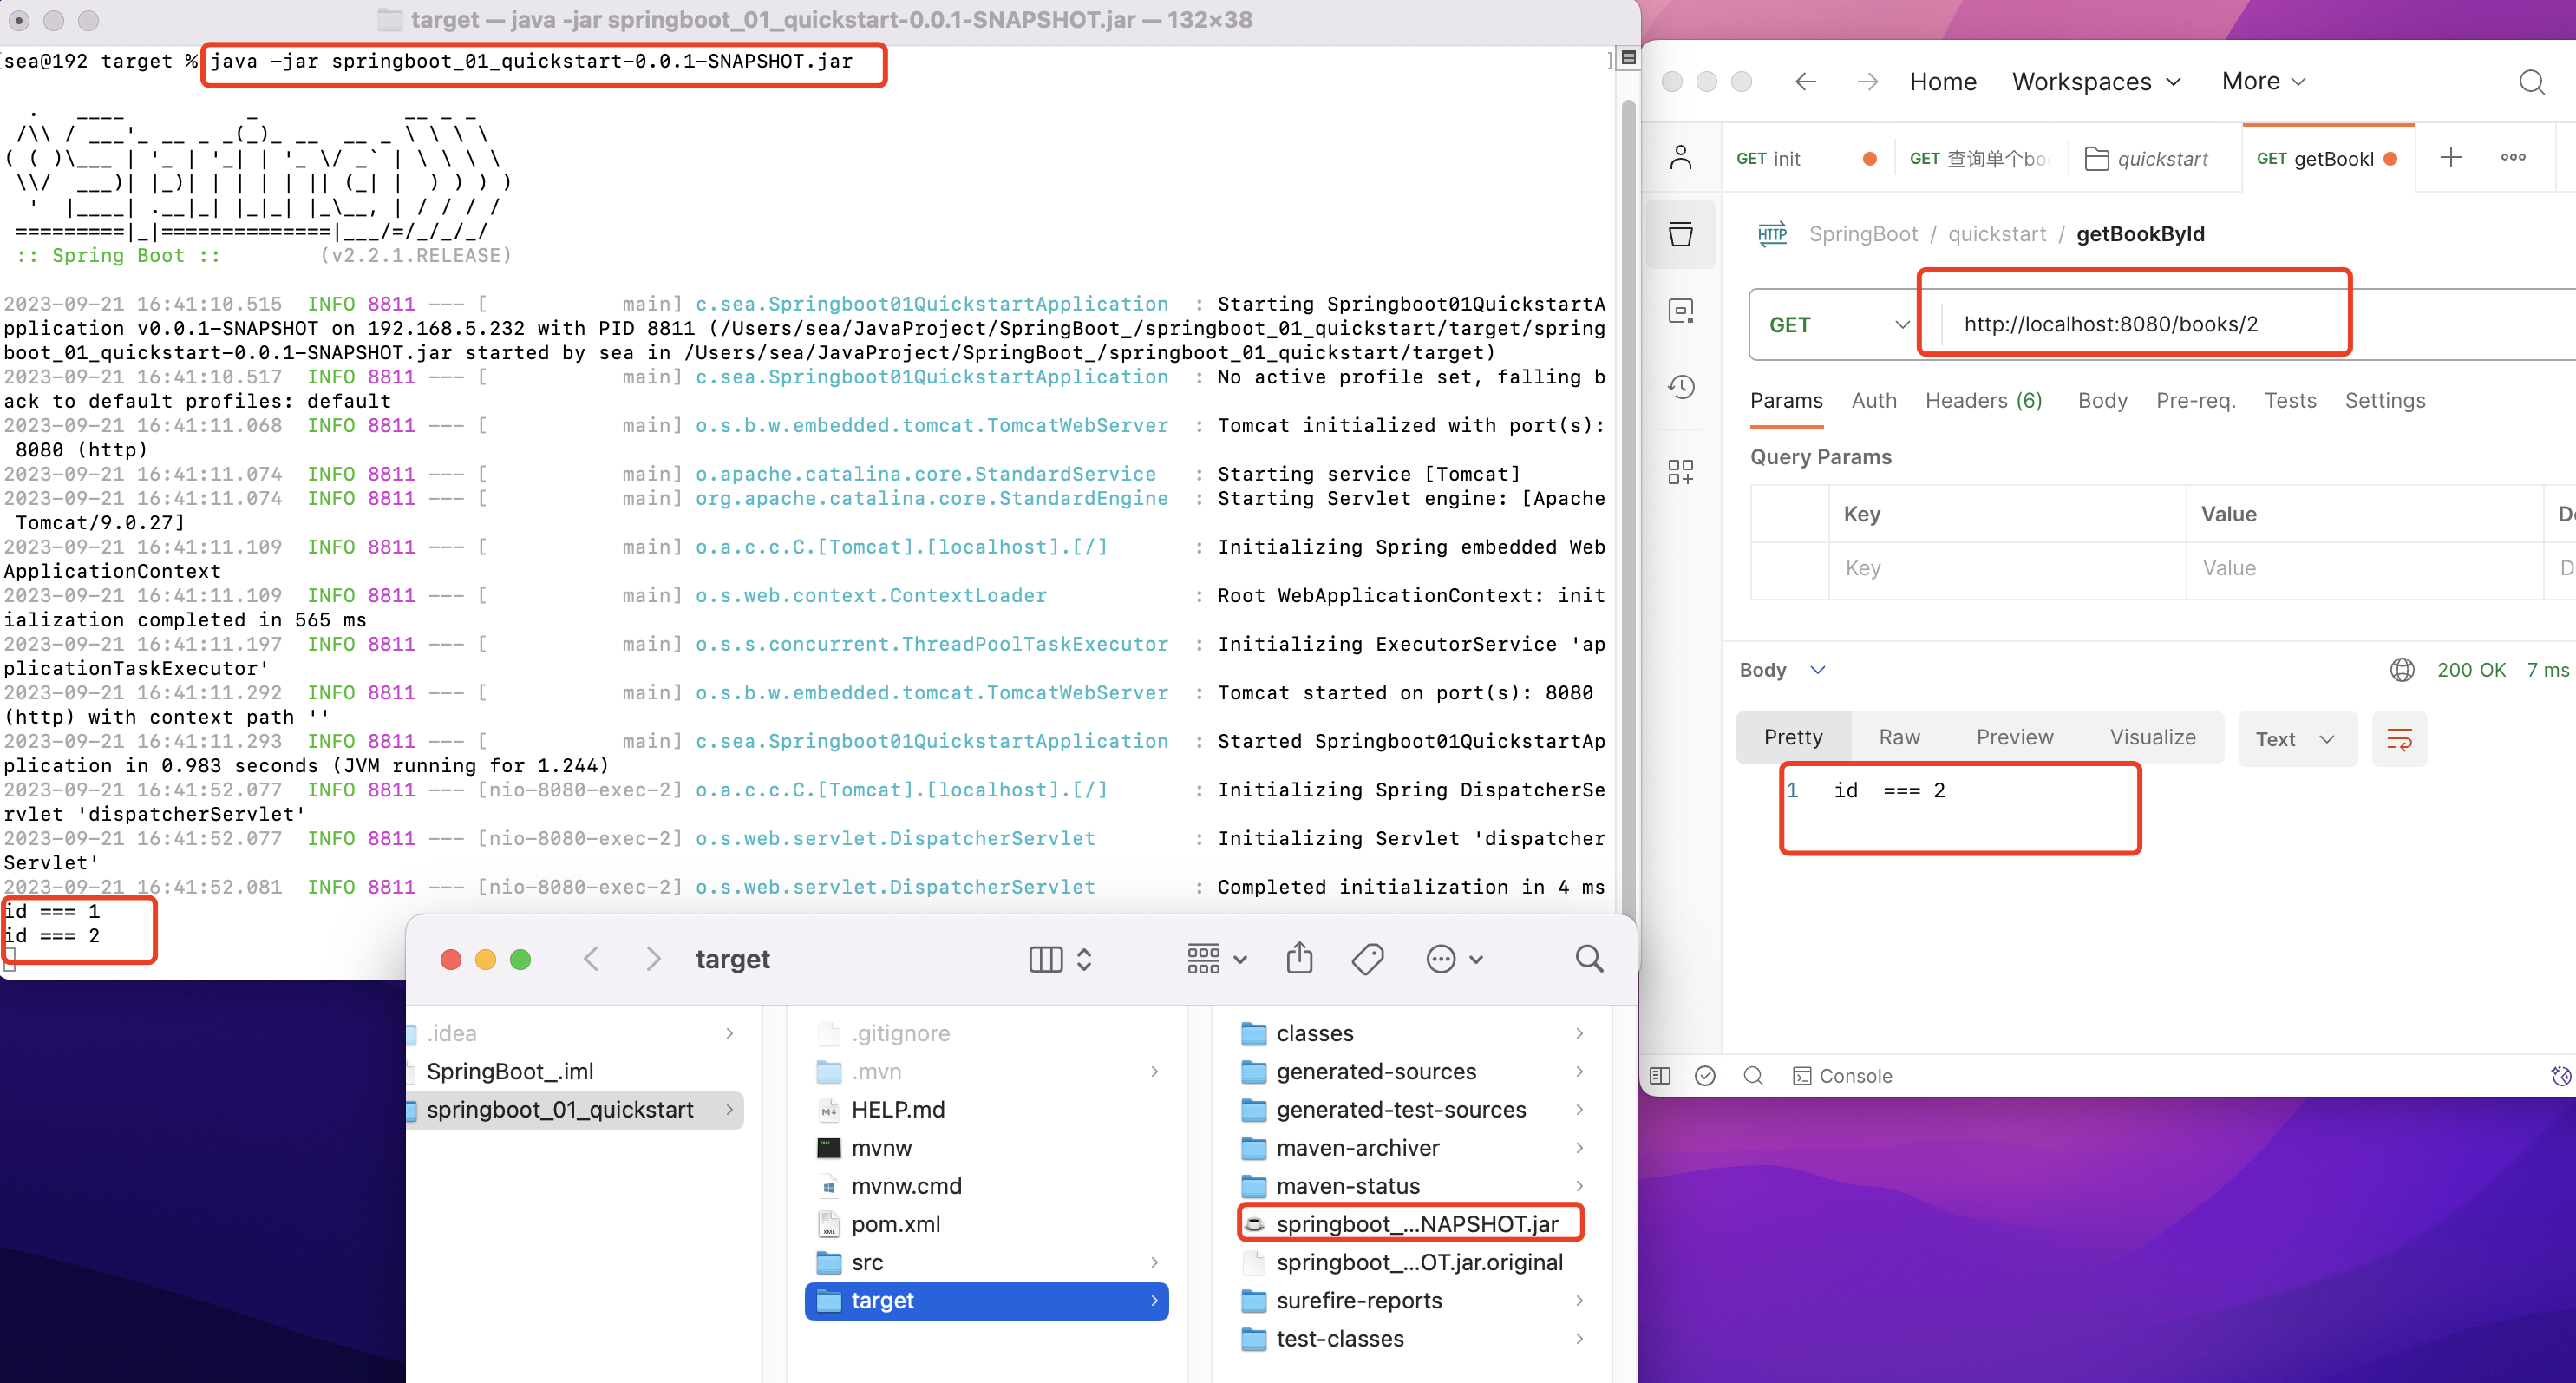 target — java -jar springboot_01_quickstart-0.0.1-SNAPSHOT.jar — 132×38
sea@192 target % java -jar springboot_01_quickstart-0.0.1-SNAPSHOT.jar
  .   ____          _            __ _ _
 /\\ / ___'_ __ _ _(_)_ __  __ _ \ \ \ \
( ( )\___ | '_ | '_| | '_ \/ _` | \ \ \ \
 \\/  ___)| |_)| | | | | || (_| |  ) ) ) )
  '  |____| .__|_| |_|_| |_\__, | / / / /
 =========|_|==============|___/=/_/_/_/
 :: Spring Boot ::        (v2.2.1.RELEASE)
2023-09-21 16:41:10.515  INFO 8811 --- [           main] c.sea.Springboot01QuickstartApplication  : Starting Springboot01QuickstartA
pplication v0.0.1-SNAPSHOT on 192.168.5.232 with PID 8811 (/Users/sea/JavaProject/SpringBoot_/springboot_01_quickstart/target/spring
boot_01_quickstart-0.0.1-SNAPSHOT.jar started by sea in /Users/sea/JavaProject/SpringBoot_/springboot_01_quickstart/target)
2023-09-21 16:41:10.517  INFO 8811 --- [           main] c.sea.Springboot01QuickstartApplication  : No active profile set, falling b
ack to default profiles: default
2023-09-21 16:41:11.068  INFO 8811 --- [           main] o.s.b.w.embedded.tomcat.TomcatWebServer  : Tomcat initialized with port(s):
 8080 (http)
2023-09-21 16:41:11.074  INFO 8811 --- [           main] o.apache.catalina.core.StandardService   : Starting service [Tomcat]
2023-09-21 16:41:11.074  INFO 8811 --- [           main] org.apache.catalina.core.StandardEngine  : Starting Servlet engine: [Apache
 Tomcat/9.0.27]
2023-09-21 16:41:11.109  INFO 8811 --- [           main] o.a.c.c.C.[Tomcat].[localhost].[/]       : Initializing Spring embedded Web
ApplicationContext
2023-09-21 16:41:11.109  INFO 8811 --- [           main] o.s.web.context.ContextLoader            : Root WebApplicationContext: init
ialization completed in 565 ms
2023-09-21 16:41:11.197  INFO 8811 --- [           main] o.s.s.concurrent.ThreadPoolTaskExecutor  : Initializing ExecutorService 'ap
plicationTaskExecutor'
2023-09-21 16:41:11.292  INFO 8811 --- [           main] o.s.b.w.embedded.tomcat.TomcatWebServer  : Tomcat started on port(s): 8080
(http) with context path ''
2023-09-21 16:41:11.293  INFO 8811 --- [           main] c.sea.Springboot01QuickstartApplication  : Started Springboot01QuickstartAp
plication in 0.983 seconds (JVM running for 1.244)
2023-09-21 16:41:52.077  INFO 8811 --- [nio-8080-exec-2] o.a.c.c.C.[Tomcat].[localhost].[/]       : Initializing Spring DispatcherSe
rvlet 'dispatcherServlet'
2023-09-21 16:41:52.077  INFO 8811 --- [nio-8080-exec-2] o.s.web.servlet.DispatcherServlet        : Initializing Servlet 'dispatcher
Servlet'
2023-09-21 16:41:52.081  INFO 8811 --- [nio-8080-exec-2] o.s.web.servlet.DispatcherServlet        : Completed initialization in 4 ms
id === 1
id === 2
target
.idea
SpringBoot_.iml
springboot_01_quickstart
.gitignore
.mvn
HELP.md
mvnw
mvnw.cmd
pom.xml
src
target
classes
generated-sources
generated-test-sources
maven-archiver
maven-status
springboot_...NAPSHOT.jar
springboot_...OT.jar.original
surefire-reports
test-classes
Home Workspaces More
GET init GET 查询单个boo quickstart GET getBookI
HTTP SpringBoot / quickstart / getBookById
GET http://localhost:8080/books/2
Params Auth Headers (6) Body Pre-req. Tests Settings
Query Params
Key Value D
Key Value D
Body 200 OK 7 ms
Pretty Raw Preview Visualize Text
1 id === 2
Console